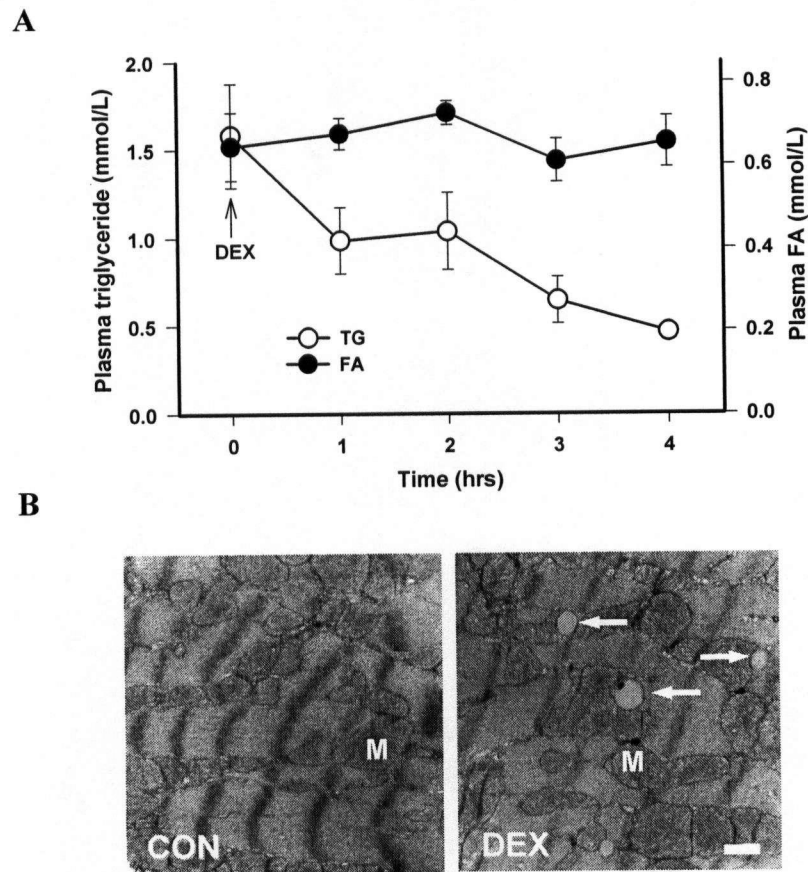 A
Plasma triglyceride (mmol/L)
2.0
1.5
1.0
0.5
0.0
DEX
TG
FA
0.8
0.6
0.4
0.2
0.0
Plasma FA (mmol/L)
0 1 2 3 4
Time (hrs)
B
M
CON
M
DEX